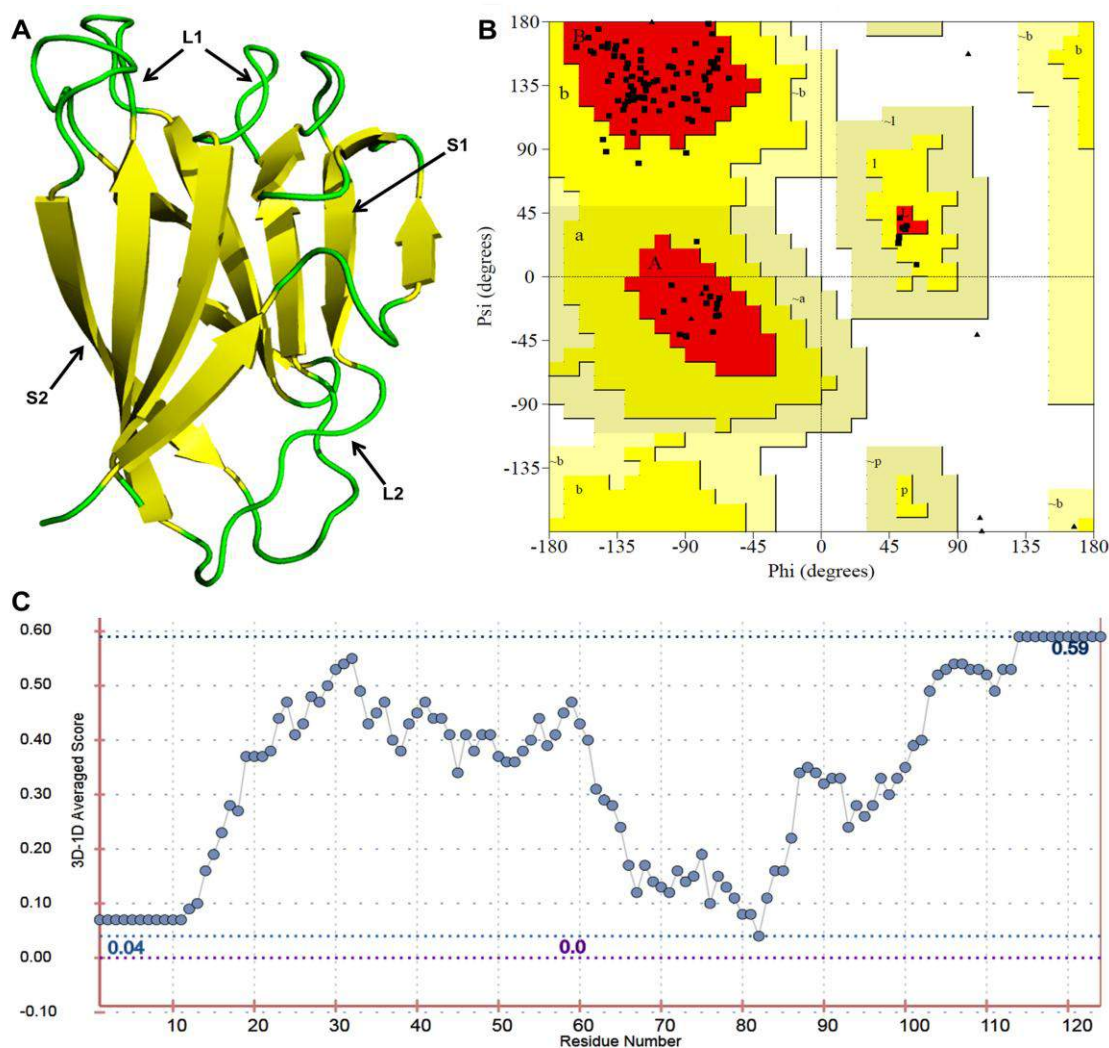 A
L1
S1
S2
L2
B
B
b
~b
b
~b
~l
l
L
a
A
~a
~b
b
b
~p
p
~b
180
135
90
45
0
-45
-90
-135
-180 -135 -90 -45 0 45 90 135 180
Psi (degrees)
Phi (degrees)
C
0.60
0.50
0.40
0.30
0.20
0.10
0.00
-0.10
3D-1D Averaged Score
0.59
0.04
0.0
10 20 30 40 50 60 70 80 90 100 110 120
Residue Number